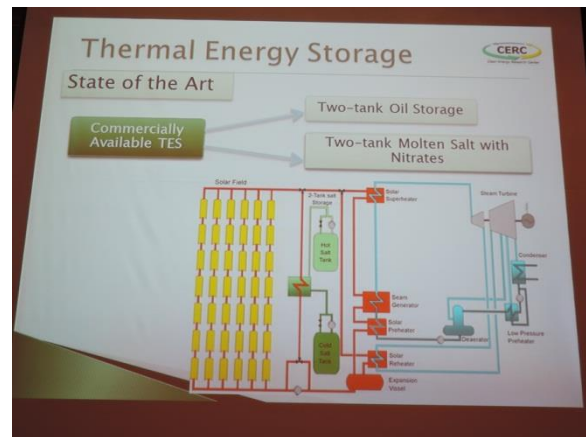 Thermal Energy Storage
CERC
State of the Art
Commercially
Available TES
Two-tank Oil Storage
Two-tank Molten Salt with
Nitrates
Solar Field
2-Tank salt
Storage
Hot
Salt
Tank
Cold
Salt
Tank
Solar
Superheater
Steam Turbine
Condenser
Seam
Generator
Solar
Preheater
Deaerator
Low Pressure
Preheater
Solar
Reheater
Expansion
Vessel